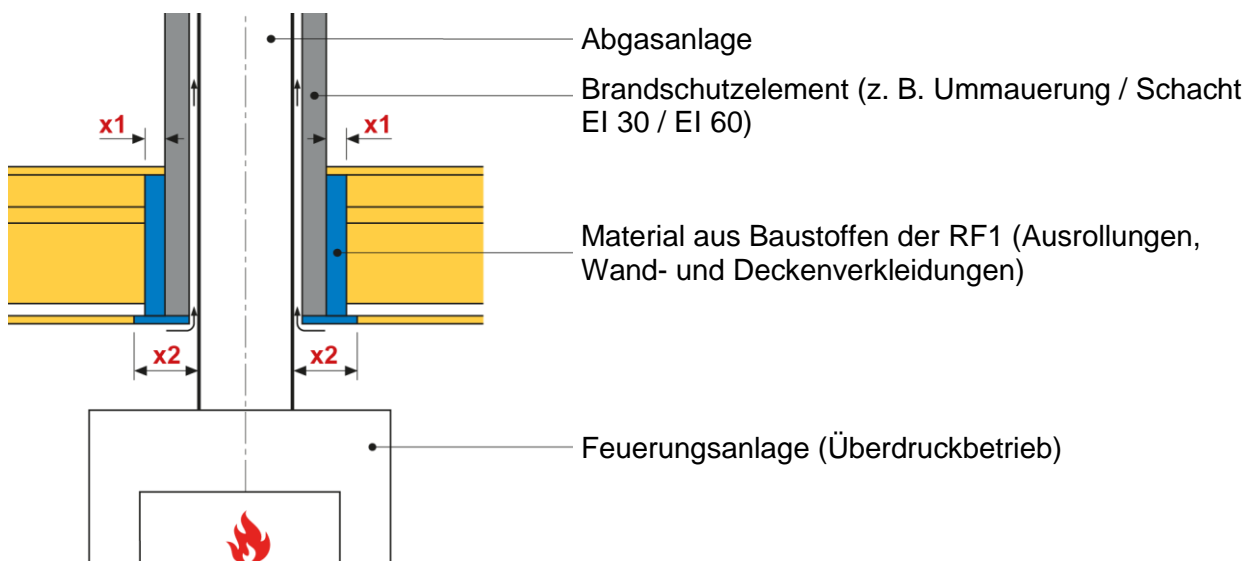 Abgasanlage
Brandschutzelement (z. B. Ummauerung / Schacht
EI 30 / EI 60)
x1 x1
Material aus Baustoffen der RF1 (Ausrollungen,
Wand- und Deckenverkleidungen)
x2 x2
Feuerungsanlage (Überdruckbetrieb)